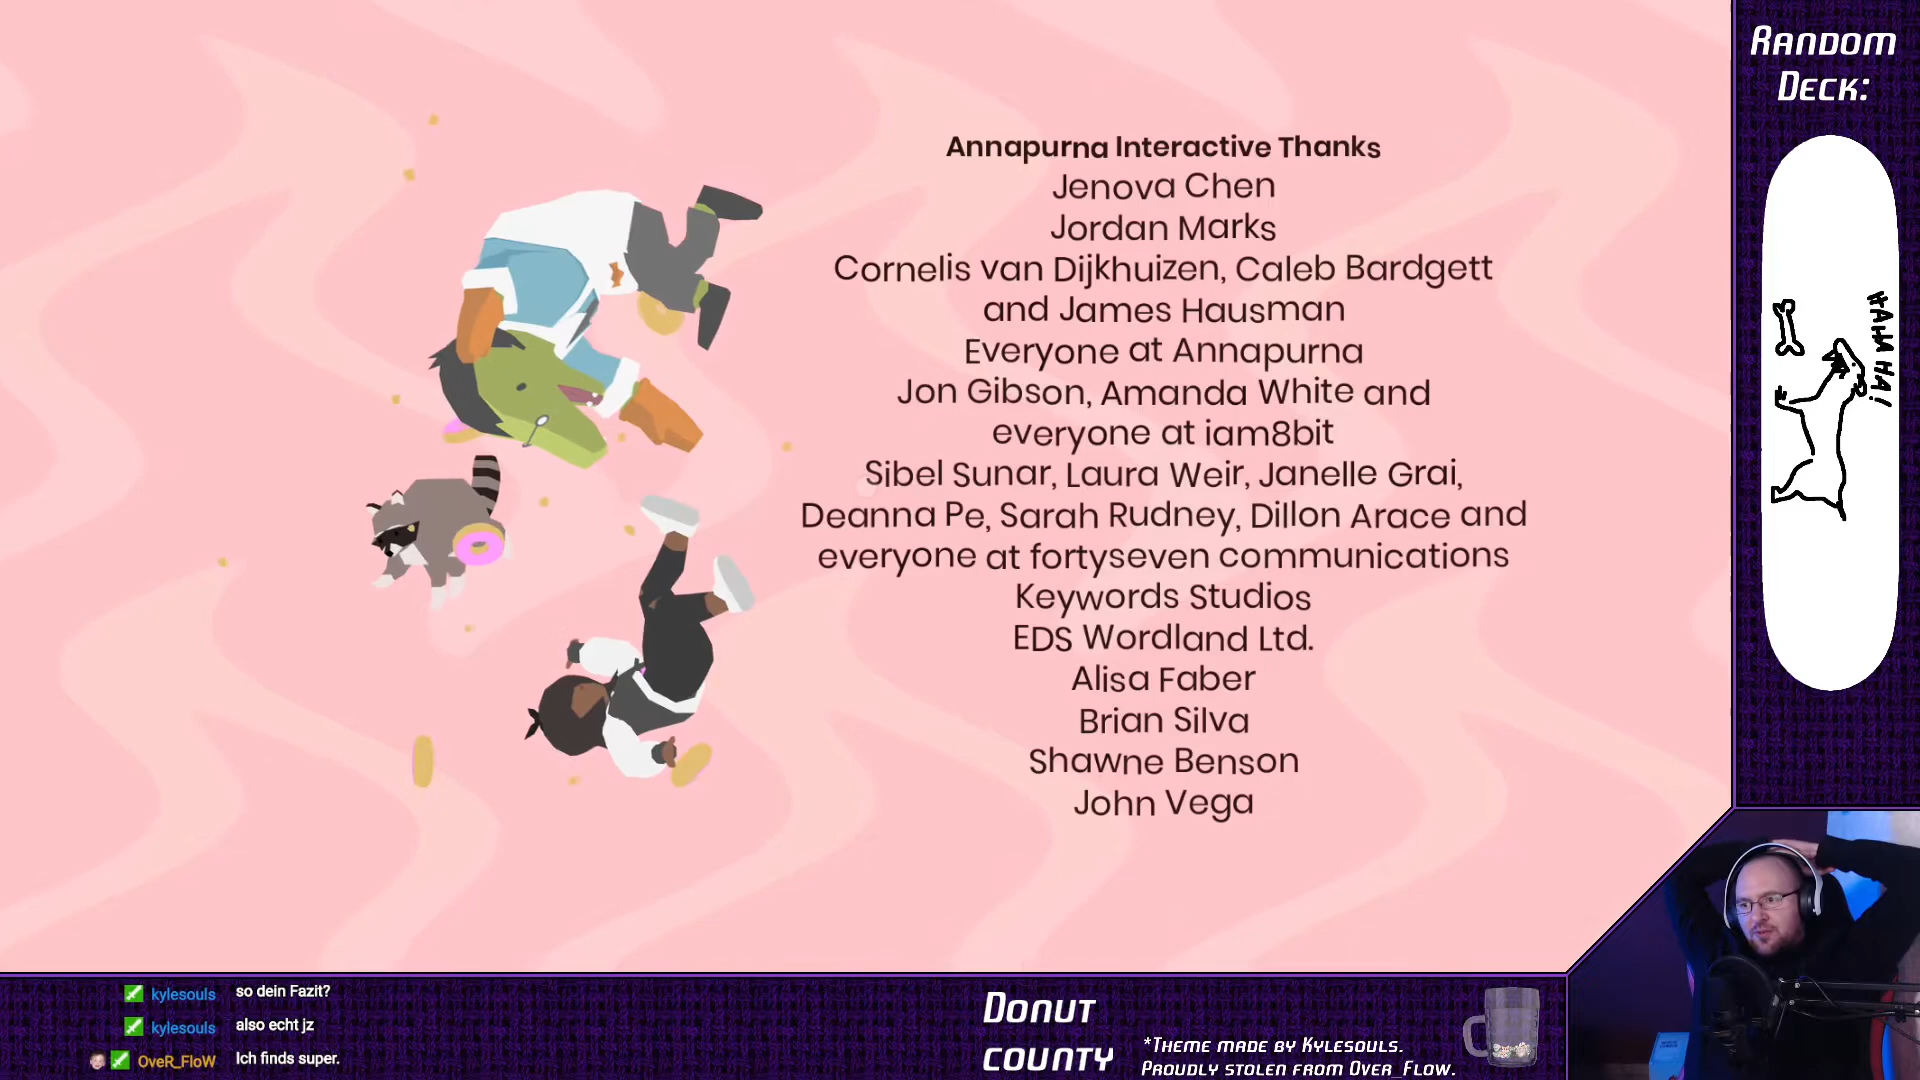 Annapurna Interactive Thanks
Jenova Chen
Jordan Marks
Cornelis van Dijkhuizen, Caleb Bardgett
and James Hausman
Everyone at Annapurna
Jon Gibson, Amanda White and
everyone at iam8bit
Sibel Sunar, Laura Weir, Janelle Grai,
Deanna Pe, Sarah Rudney, Dillon Arace and
everyone at fortyseven communications
Keywords Studios
EDS Wordland Ltd.
Alisa Faber
Brian Silva
Shawne Benson
John Vega
RANDOM
DECK:
HAHAHA!
kylesouls so dein Fazit?
kylesouls also echt jz
OveR_FloW Ich finds super.
DONUT
COUNTY
*THEME MADE BY KYLESOULS.
PROUDLY STOLEN FROM OVER_FLOW.